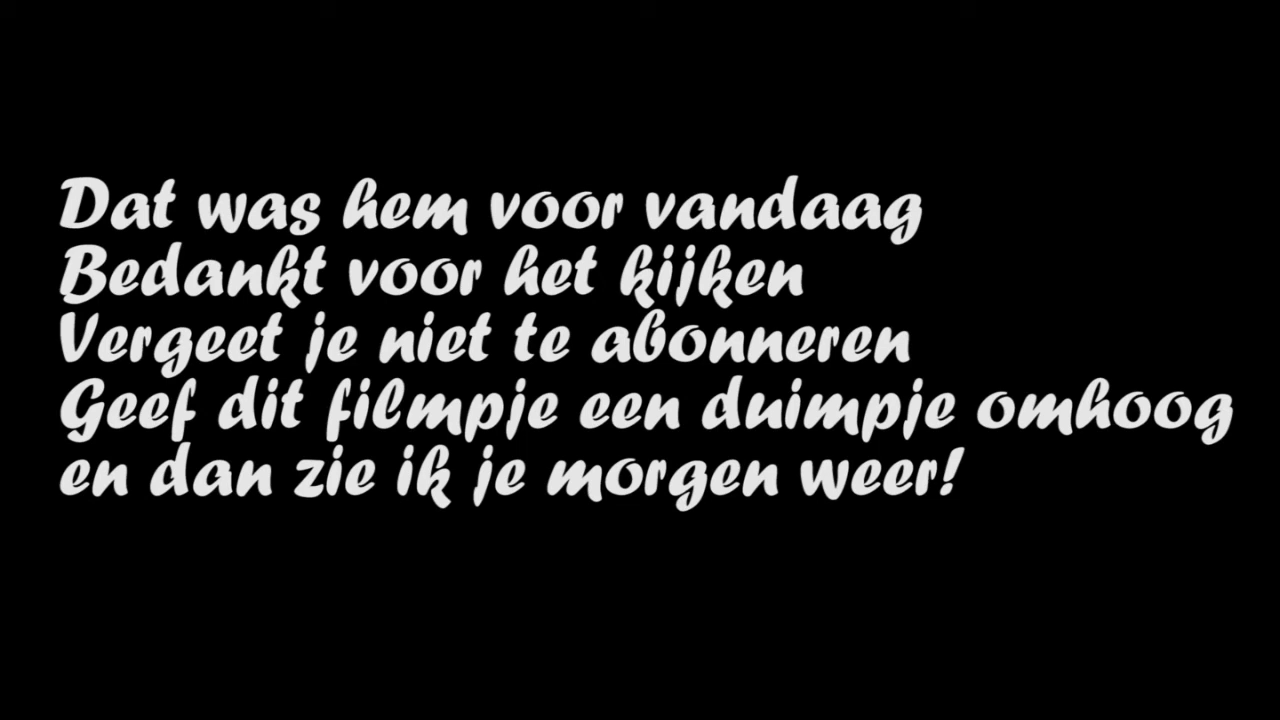 Dat was hem voor vandaag
Bedankt voor het kijken
Vergeet je niet te abonneren
Geef dit filmpje een duimpje omhoog
en dan zie ik je morgen weer!